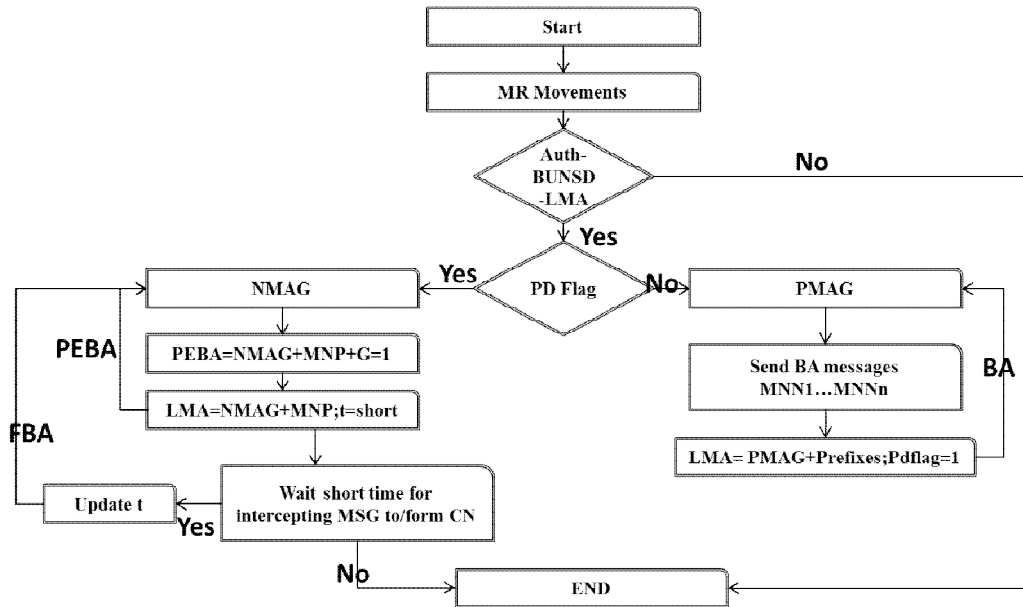 Start
MR Movements
Auth-
BUNSD
-LMA
No
Yes
PD Flag
Yes
No
NMAG
PMAG
PEBA=NMAG+MNP+G=1
PEBA
Send BA messages
MNN1...MNNn
BA
LMA=NMAG+MNP;t=short
FBA
LMA= PMAG+Prefixes;Pdflag=1
Wait short time for
intercepting MSG to/form CN
Update t
Yes
No
END